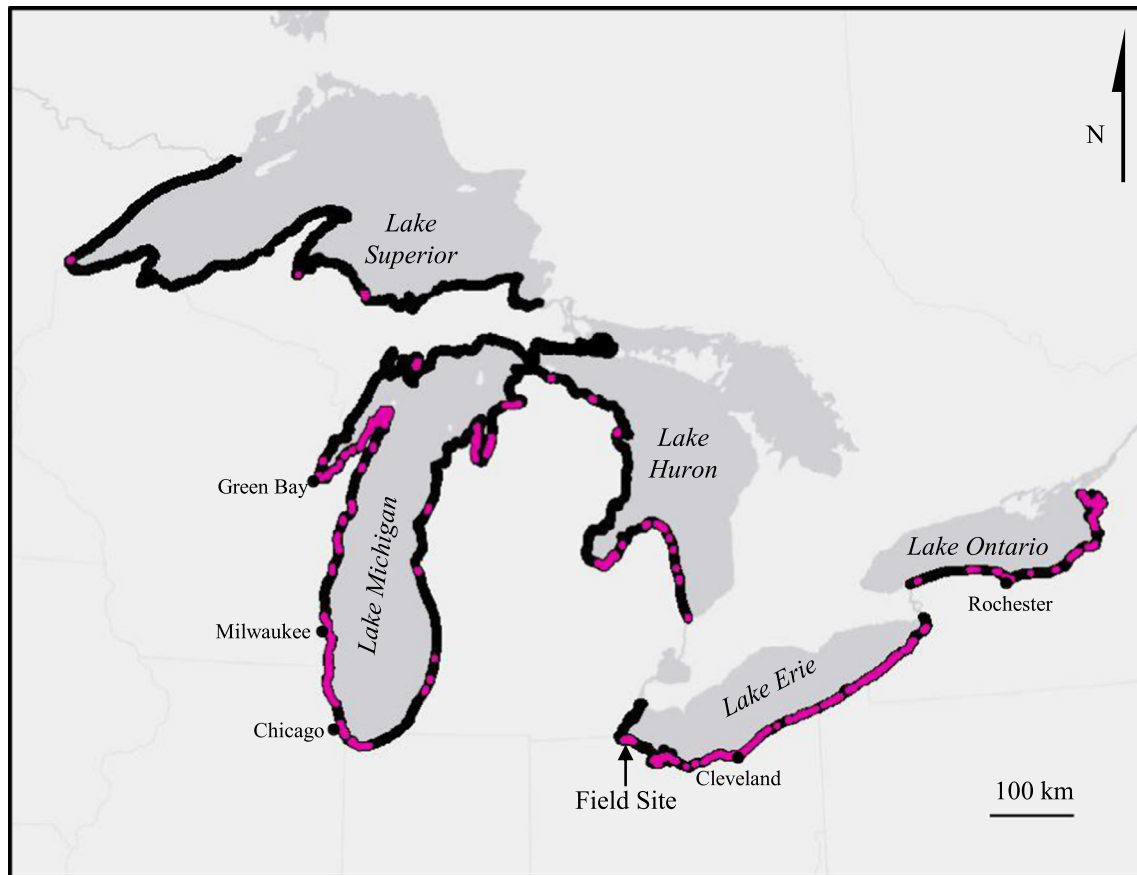 N
Lake
Superior
Lake
Huron
Green Bay
Lake Michigan
Lake Ontario
Rochester
Milwaukee
Lake Erie
Chicago
Cleveland
Field Site
100 km